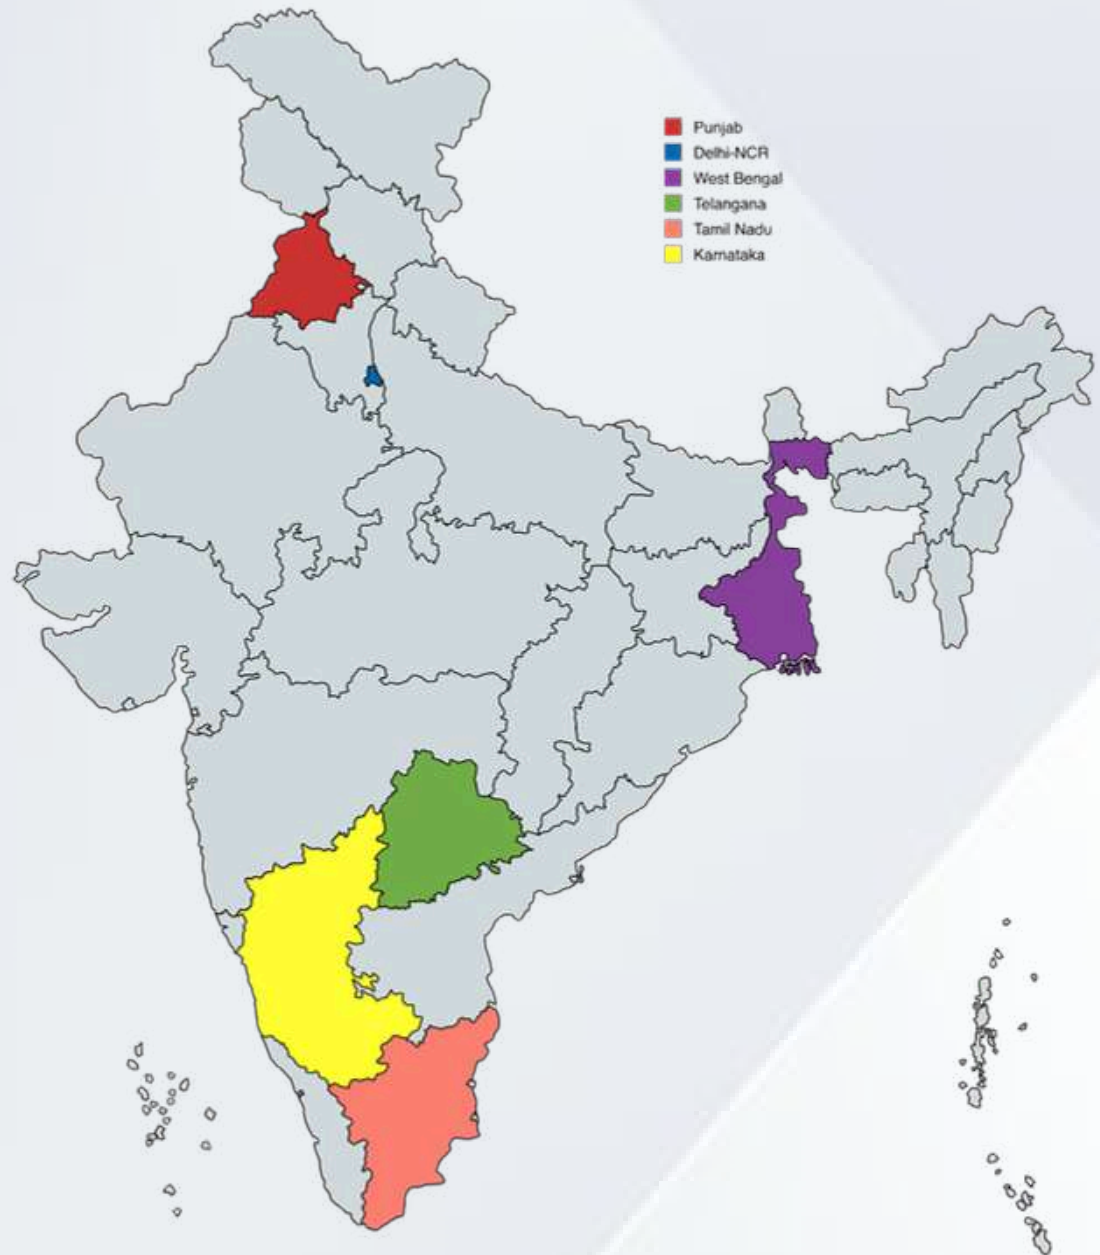 Punjab
Delhi-NCR
West Bengal
Telangana
Tamil Nadu
Karnataka